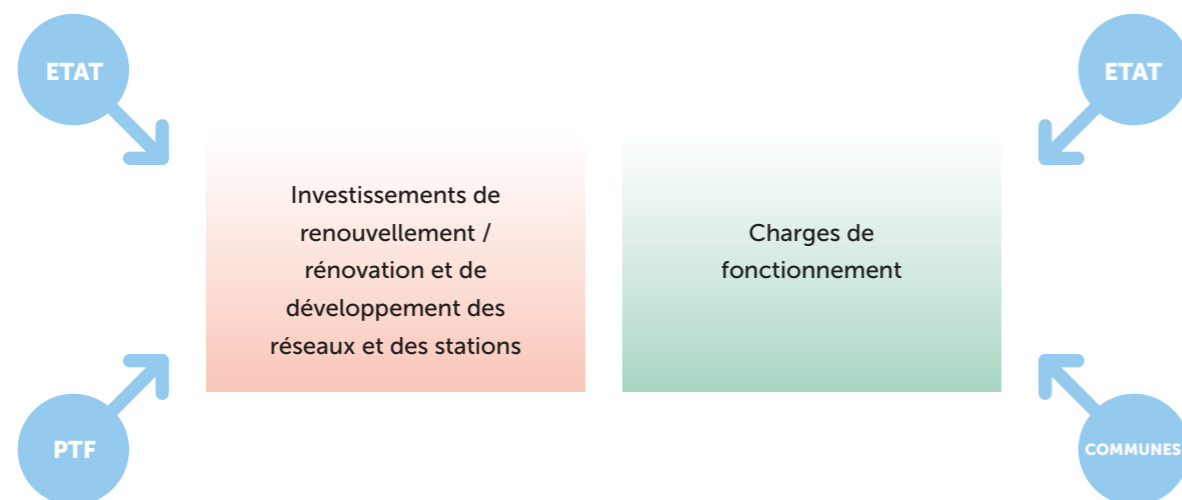 ETAT
ETAT
Investissements de
renouvellement /
rénovation et de
développement des
réseaux et des stations
Charges de
fonctionnement
PTF
COMMUNES